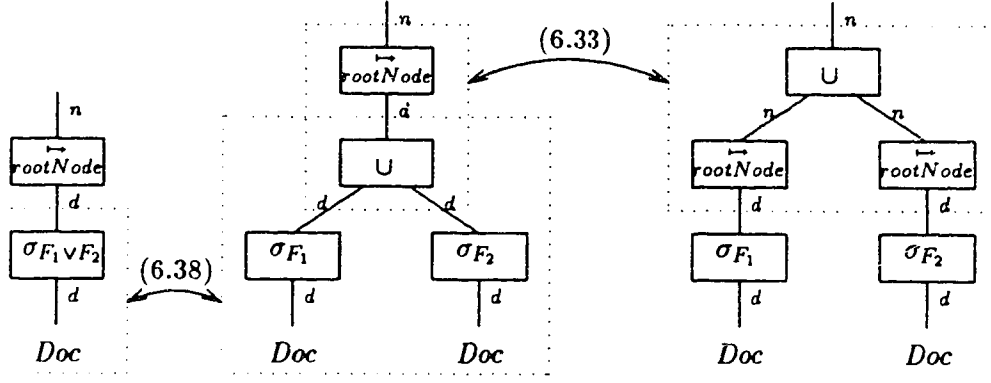 n
rootNode
d
σF₁∨F₂
d
Doc
(6.38)
n
rootNode
d
∪
d d
σF₁ σF₂
d d
Doc Doc
(6.33)
n
∪
n n
rootNode rootNode
d d
σF₁ σF₂
d d
Doc Doc